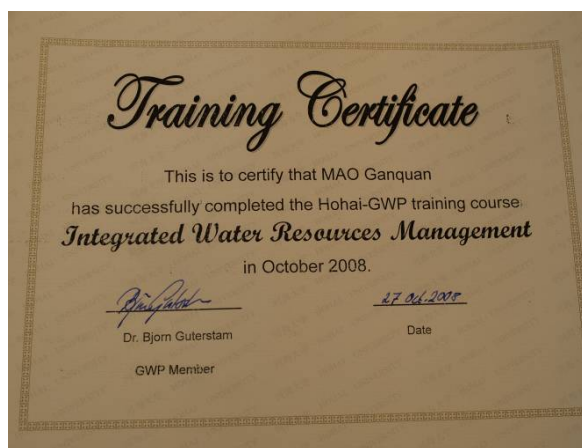 Training Certificate
This is to certify that MAO Ganquan
has successfully completed the Hohai-GWP training course
Integrated Water Resources Management
in October 2008.
27 Oct. 2008
Dr. Bjorn Guterstam
Date
GWP Member